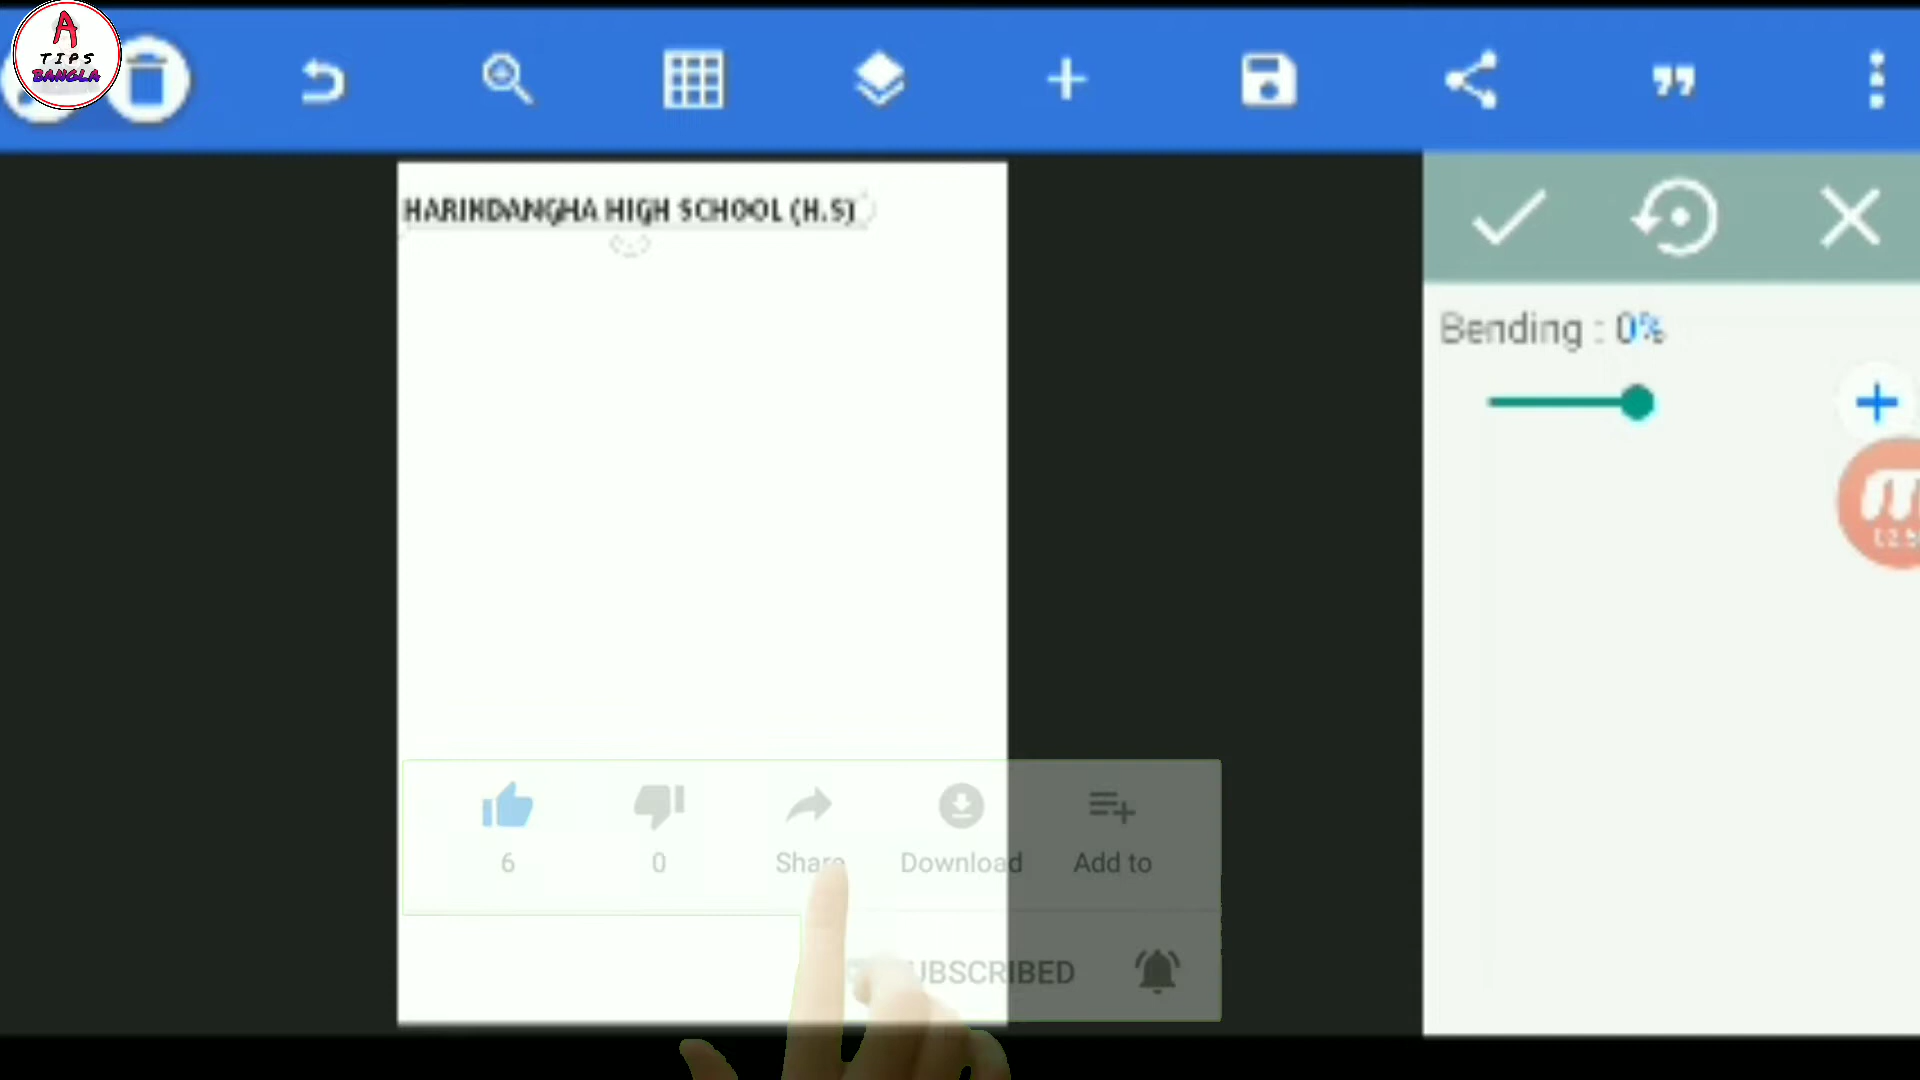 A
TIPS
BANGLA
HARINDANGHA HIGH SCHOOL (H.S)
Bending : 0%
6
0
Share
Download
Add to
UBSCRIBED